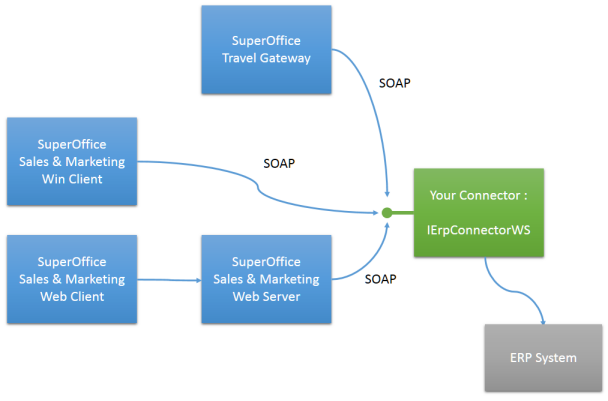 SuperOffice
Travel Gateway
SOAP
SuperOffice
Sales & Marketing
Win Client
SOAP
Your Connector :
IErpConnectorWS
SuperOffice
Sales & Marketing
Web Client
SuperOffice
Sales & Marketing
Web Server
SOAP
ERP System